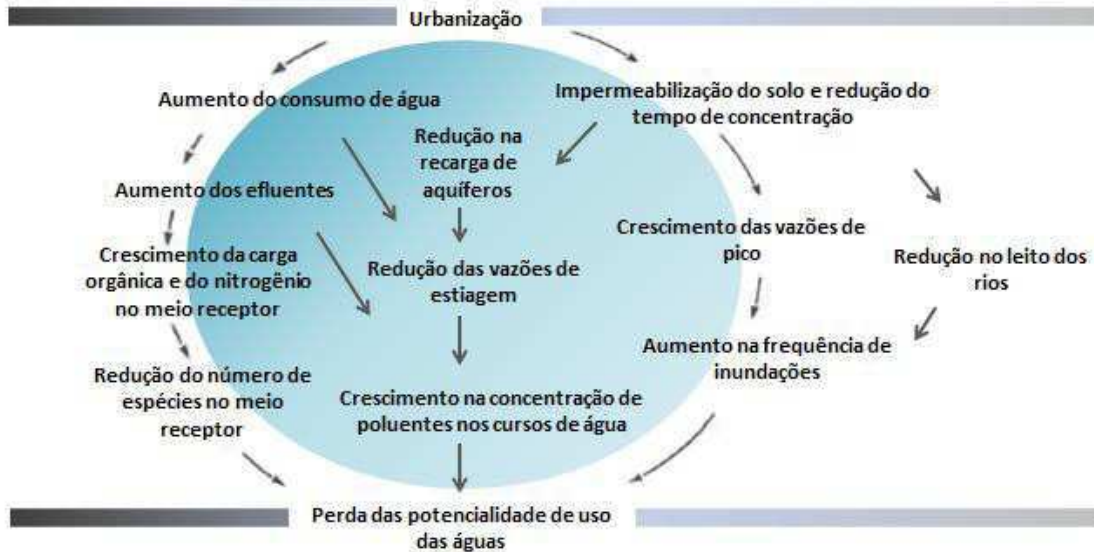 Urbanização
Aumento do consumo de água
Impermeabilização do solo e redução do
tempo de concentração
Redução na
recarga de
aquíferos
Aumento dos efluentes
Crescimento das vazões de
pico
Redução no leito dos
rios
Crescimento da carga
orgânica e do nitrogênio
no meio receptor
Redução das vazões de
estiagem
Aumento na frequência de
inundações
Redução do número de
espécies no meio
receptor
Crescimento na concentração de
poluentes nos cursos de água
Perda das potencialidade de uso
das águas